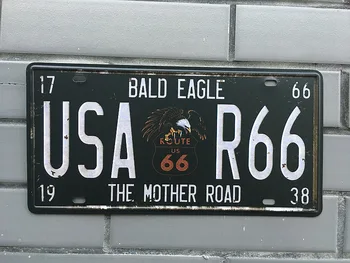 17 BALD EAGLE 66
USA R66
ROUTE
US
66
19 THE MOTHER ROAD 38